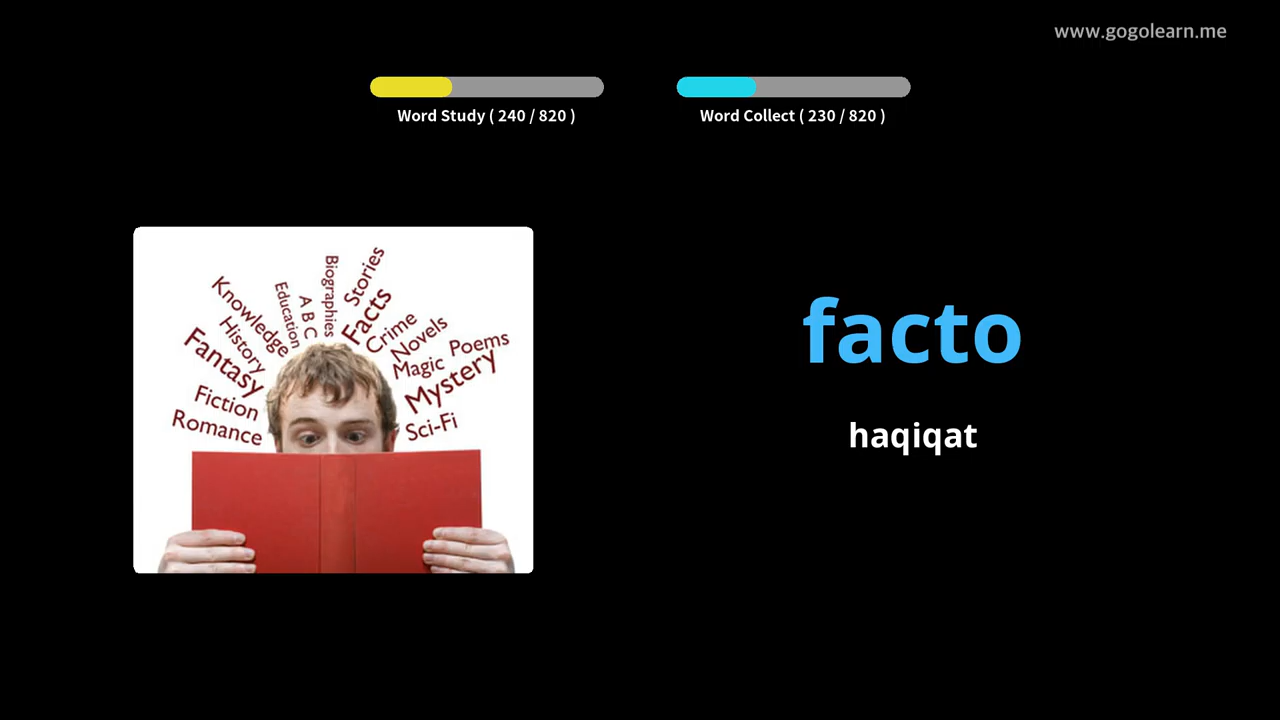 www.gogolearn.me
Word Study ( 240 / 820 )
Word Collect ( 230 / 820 )
Biographies
Stories
Education
A B C
Facts
Knowledge
Crime
History
Novels
Poems
Fantasy
Magic
Mystery
Fiction
Sci-Fi
Romance
facto
haqiqat